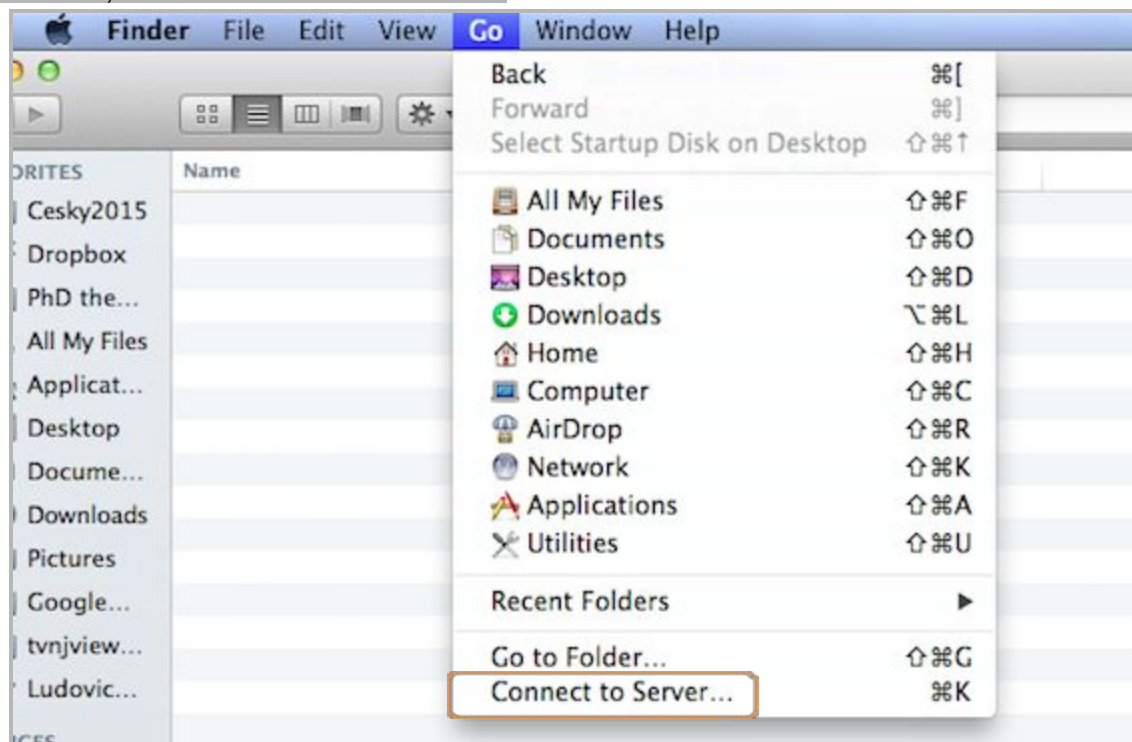 Finder File Edit View Go Window Help
Back ⌘[
Forward ⌘]
Select Startup Disk on Desktop ⇧⌘↑
ORITES
Name
Cesky2015
Dropbox
PhD the...
All My Files
Applicat...
Desktop
Docume...
Downloads
Pictures
Google...
tvnjview...
Ludovic...
All My Files ⇧⌘F
Documents ⇧⌘O
Desktop ⇧⌘D
Downloads ⌥⌘L
Home ⇧⌘H
Computer ⇧⌘C
AirDrop ⇧⌘R
Network ⇧⌘K
Applications ⇧⌘A
Utilities ⇧⌘U
Recent Folders ▶
Go to Folder... ⇧⌘G
Connect to Server... ⌘K